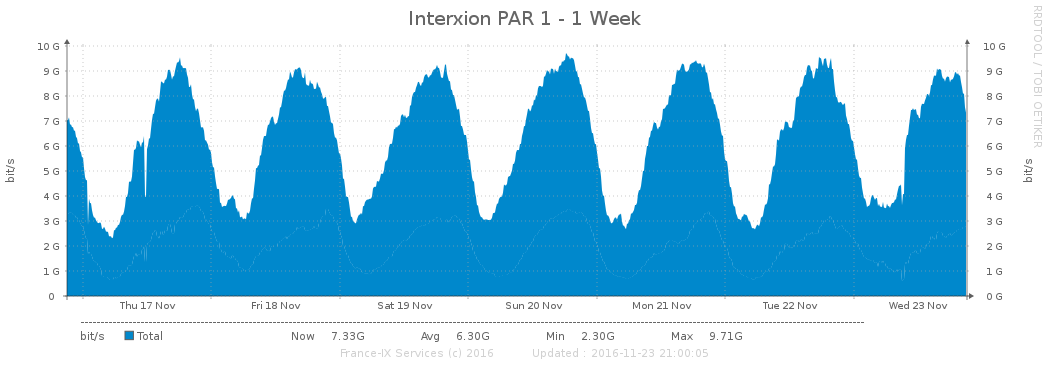 Interxion PAR 1 - 1 Week
RRDTOOL / TOBI OETIKER
bit/s
bit/s
10 G 10 G
9 G 9 G
8 G 8 G
7 G 7 G
6 G 6 G
5 G 5 G
4 G 4 G
3 G 3 G
2 G 2 G
1 G 1 G
0 0 G
Thu 17 Nov Fri 18 Nov Sat 19 Nov Sun 20 Nov Mon 21 Nov Tue 22 Nov Wed 23 Nov
bit/s Total Now 7.33G Avg 6.30G Min 2.30G Max 9.71G
France-IX Services (c) 2016 Updated : 2016-11-23 21:00:05